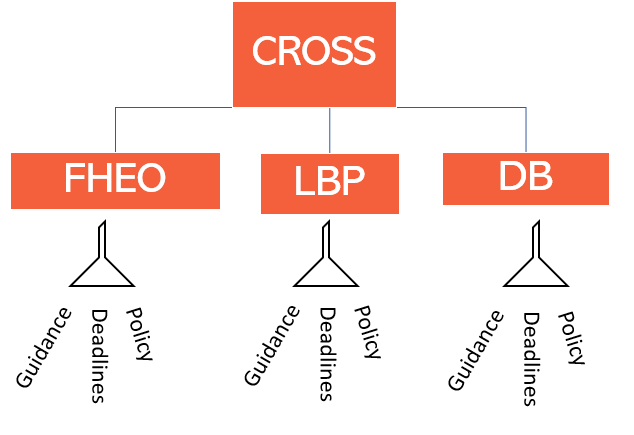 CROSS
FHEO
LBP
DB
Guidance
Deadlines
Policy
Guidance
Deadlines
Policy
Guidance
Deadlines
Policy